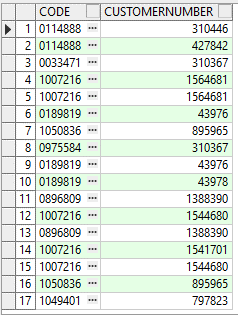 CODE CUSTOMERNUMBER
1 0114888 ... 310446
2 0114888 ... 427842
3 0033471 ... 310367
4 1007216 ... 1564681
5 1007216 ... 1564681
6 0189819 ... 43976
7 1050836 ... 895965
8 0975584 ... 310367
9 0189819 ... 43976
10 0189819 ... 43978
11 0896809 ... 1388390
12 1007216 ... 1544680
13 0896809 ... 1388390
14 1007216 ... 1541701
15 1007216 ... 1544680
16 1050836 ... 895965
17 1049401 ... 797823